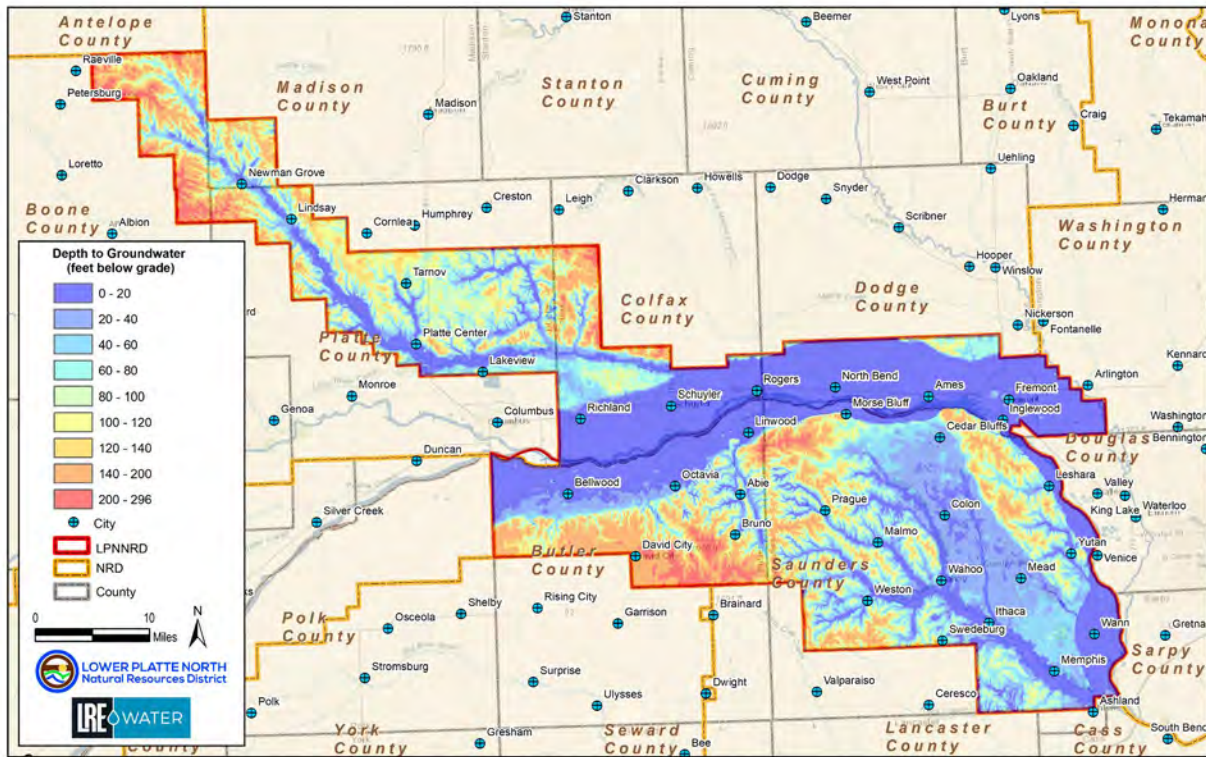 Antelope
County
Raeville
Petersburg
Loretto
Boone
County
Albion
Madison
County
Madison
Newman Grove
Lindsay
Cornlea
Humphrey
Creston
Tarnov
Platte Center
Platte
County
Lakeview
Monroe
Genoa
Columbus
Duncan
Silver Creek
Stanton
Stanton
County
Leigh
Clarkson
Howells
Colfax
County
Richland
Schuyler
Rogers
Beemer
Cuming
County
West Point
Dodge
Snyder
Scribner
Hooper
Winslow
Dodge
County
Nickerson
Fontanelle
North Bend
Morse Bluff
Ames
Fremont
Inglewood
Cedar Bluffs
Lyons
Monona
County
Oakland
Burt
County
Craig
Tekamah
Uehling
Herman
Washington
County
Kennard
Arlington
Washington
Bennington
Douglas
County
Linwood
Bellwood
Octavia
Abie
Bruno
David City
Butler
County
Prague
Malmo
Colon
Leshara
Valley
King Lake
Waterloo
Yutan
Venice
Saunders
County
Weston
Wahoo
Mead
Ithaca
Swedeburg
Wann
Memphis
Gretna
Sarpy
County
Ashland
South Bend
Cass
County
Polk
County
Osceola
Shelby
Rising City
Garrison
Brainard
Stromsburg
Surprise
Ulysses
Dwight
Valparaiso
Ceresco
Polk
York
County
Gresham
Seward
County
Bee
Lancaster
County
Depth to Groundwater
(feet below grade)
0 - 20
20 - 40
40 - 60
60 - 80
80 - 100
100 - 120
120 - 140
140 - 200
200 - 296
City
LPNNRD
NRD
County
0 10
Miles
N
LOWER PLATTE NORTH
Natural Resources District
LRE WATER